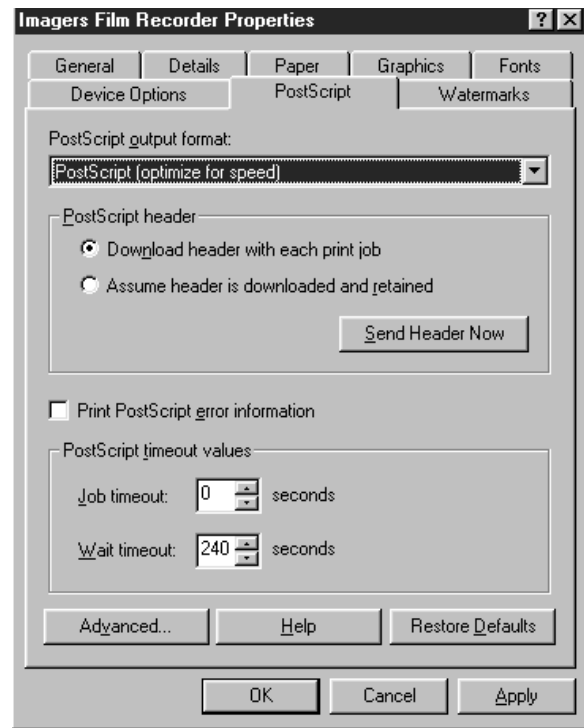 Imagers Film Recorder Properties ? X
General Details Paper Graphics Fonts
Device Options PostScript Watermarks
PostScript output format:
PostScript (optimize for speed)
PostScript header
Download header with each print job
Assume header is downloaded and retained
Send Header Now
Print PostScript error information
PostScript timeout values
Job timeout: 0 seconds
Wait timeout: 240 seconds
Advanced... Help Restore Defaults
OK Cancel Apply